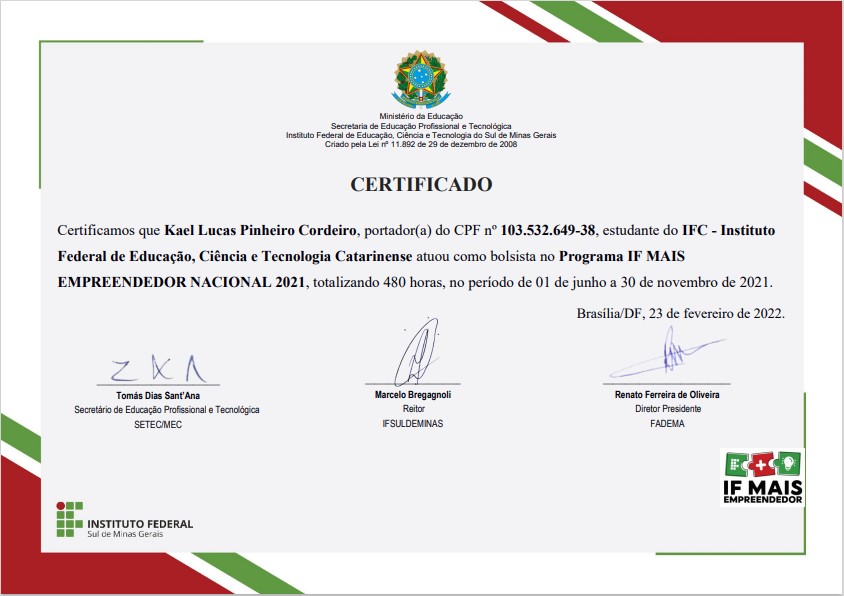 Ministério da Educação
Secretaria de Educação Profissional e Tecnológica
Instituto Federal de Educação, Ciência e Tecnologia do Sul de Minas Gerais
Criado pela Lei nº 11.892 de 29 de dezembro de 2008
CERTIFICADO
Certificamos que Kael Lucas Pinheiro Cordeiro, portador(a) do CPF nº 103.532.649-38, estudante do IFC - Instituto
Federal de Educação, Ciência e Tecnologia Catarinense atuou como bolsista no Programa IF MAIS
EMPREENDEDOR NACIONAL 2021, totalizando 480 horas, no período de 01 de junho a 30 de novembro de 2021.
Brasília/DF, 23 de fevereiro de 2022.
Tomás Dias Sant'Ana
Secretário de Educação Profissional e Tecnológica
SETEC/MEC
Marcelo Bregagnoli
Reitor
IFSULDEMINAS
Renato Ferreira de Oliveira
Diretor Presidente
FADEMA
IF MAIS
EMPREENDEDOR
INSTITUTO FEDERAL
Sul de Minas Gerais